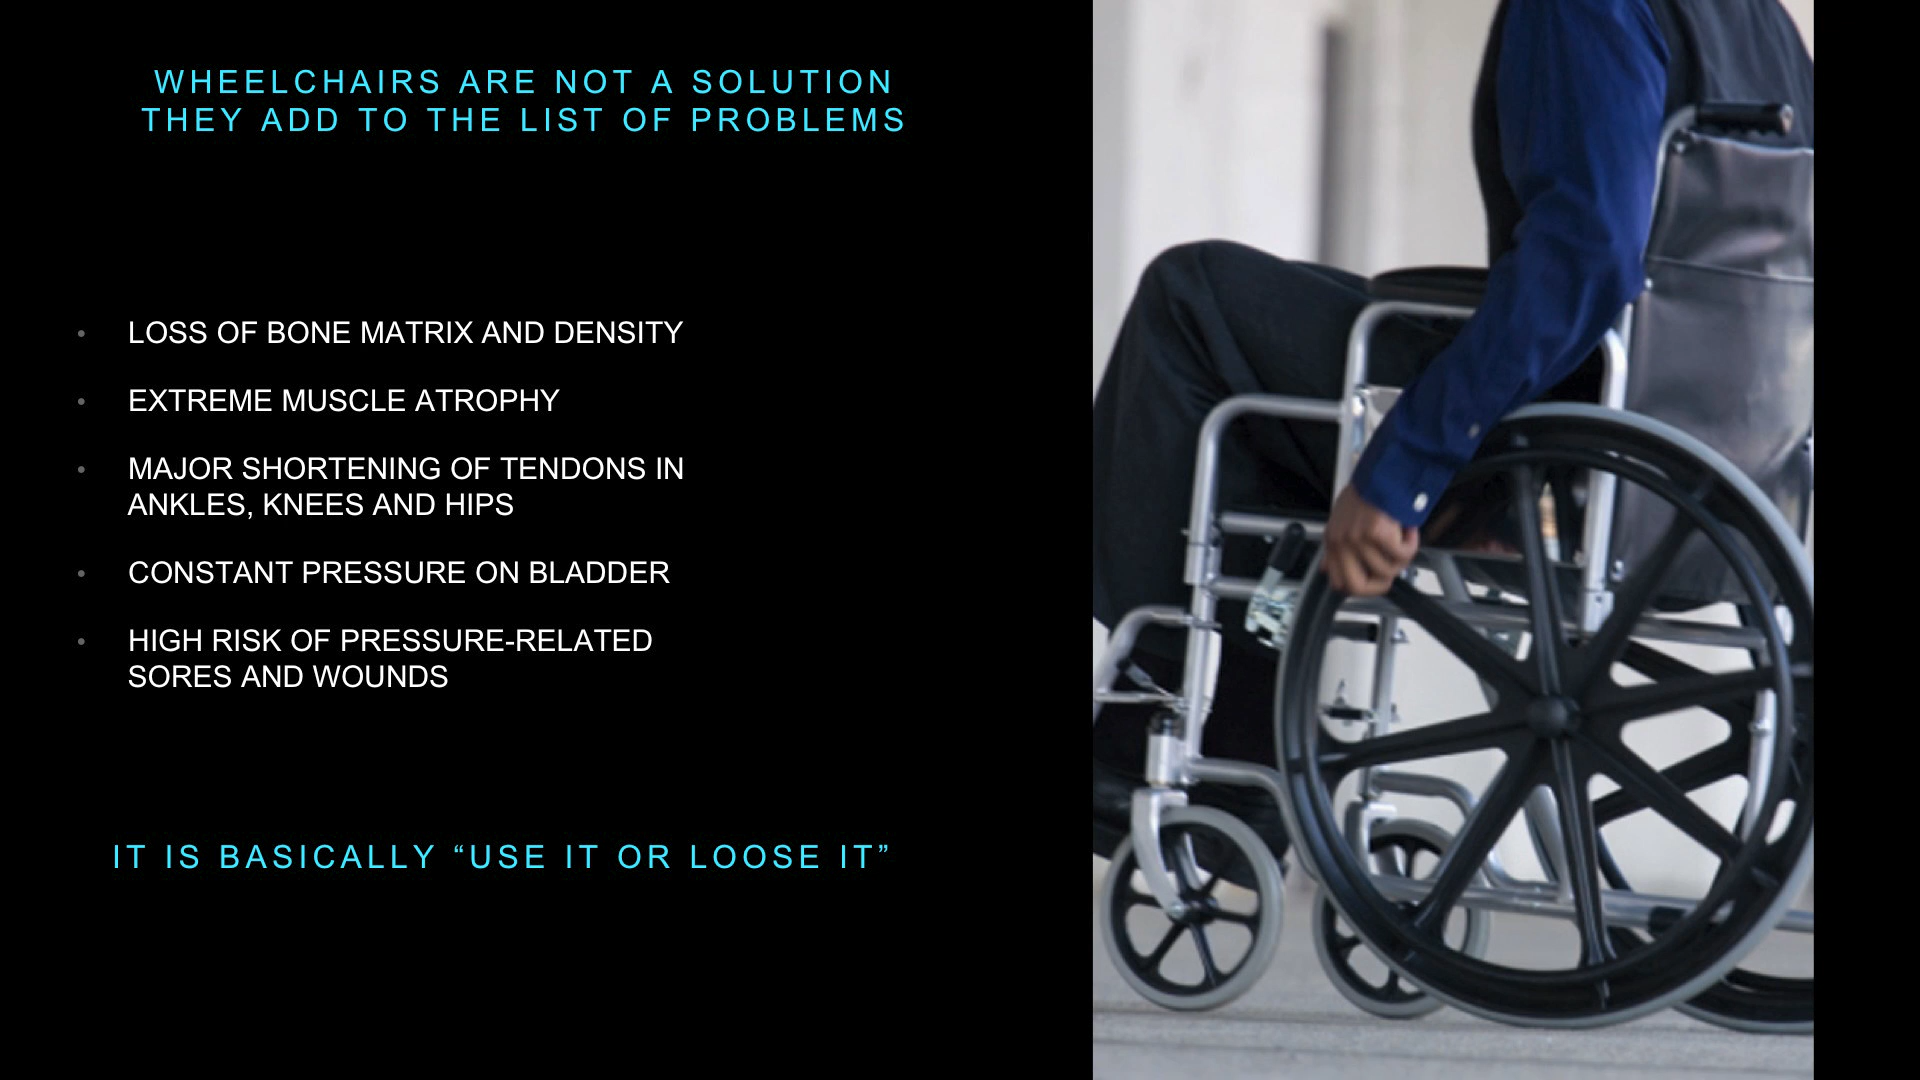 WHEELCHAIRS ARE NOT A SOLUTION
THEY ADD TO THE LIST OF PROBLEMS
• LOSS OF BONE MATRIX AND DENSITY
• EXTREME MUSCLE ATROPHY
• MAJOR SHORTENING OF TENDONS IN
ANKLES, KNEES AND HIPS
• CONSTANT PRESSURE ON BLADDER
• HIGH RISK OF PRESSURE-RELATED
SORES AND WOUNDS
IT IS BASICALLY “USE IT OR LOOSE IT”